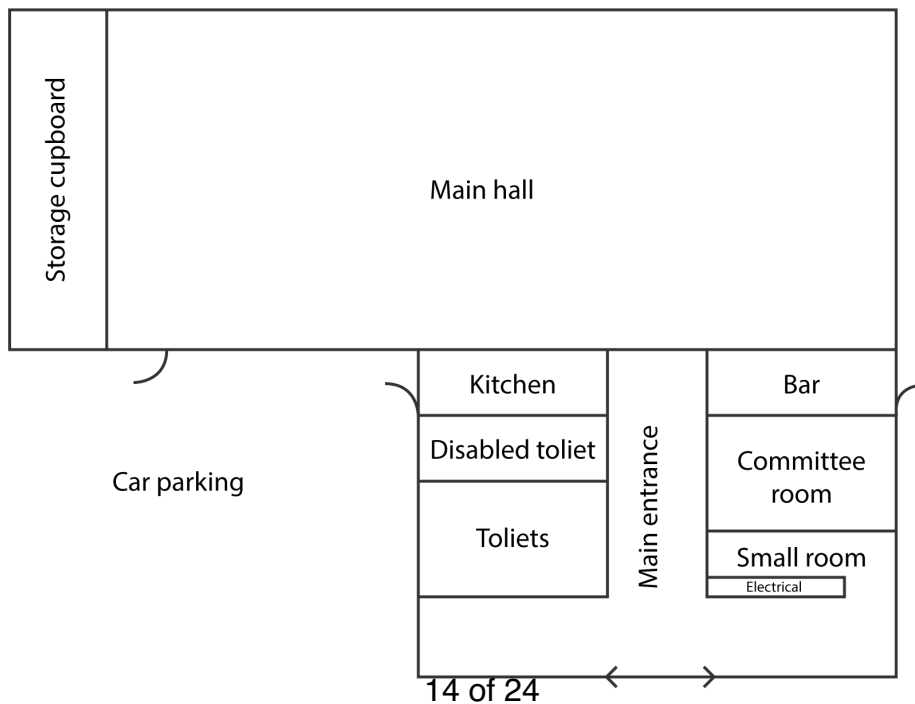 Storage cupboard
Main hall
Kitchen
Bar
Disabled toliet
Main entrance
Committee
room
Car parking
Toliets
Small room
Electrical
14 of 24